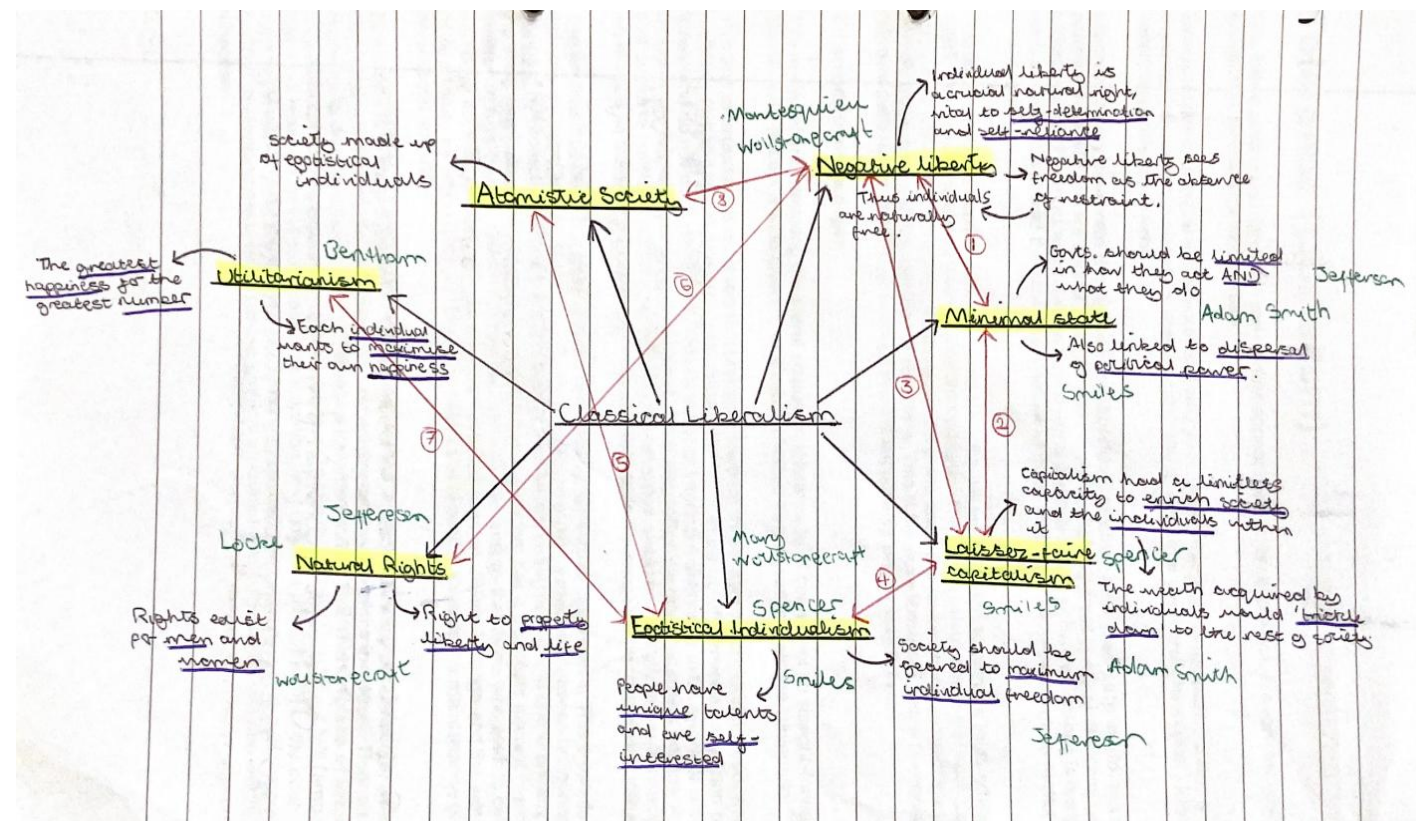 Classical Liberalism
Montesquieu
Wollstonecraft
Negative liberty
Individual liberty is
a crucial natural right,
vital to self-determination
and self-reliance
Negative liberty sees
freedom as the absence
of restraint.
Thus individuals
are naturally
free.
society made up
of egotistical
individuals
Atomistic Society
Bentham
Utilitarianism
The greatest
happiness for the
greatest number
Each individual
wants to maximise
their own happiness
Govts. should be limited
in how they act AND
what they do
Jefferson
Adam Smith
Minimal state
Also linked to dispersal
of political power.
Smiles
Capitalism had a limitless
capacity to enrich society
and the individuals within
it
Laissez-faire
capitalism
Spencer
Smiles
The wealth acquired by
individuals would 'trickle
down' to the rest of society
Adam Smith
Mary
Wollstonecraft
Spencer
Egotistical Individualism
Smiles
People have
unique talents
and are self-
interested
Society should be
geared to maximum
individual freedom
Jefferesen
Jefferesen
Locke
Natural Rights
Rights exist
for men and
women
Wollstonecraft
Right to property
liberty and life
8
6
1
3
2
7
5
4